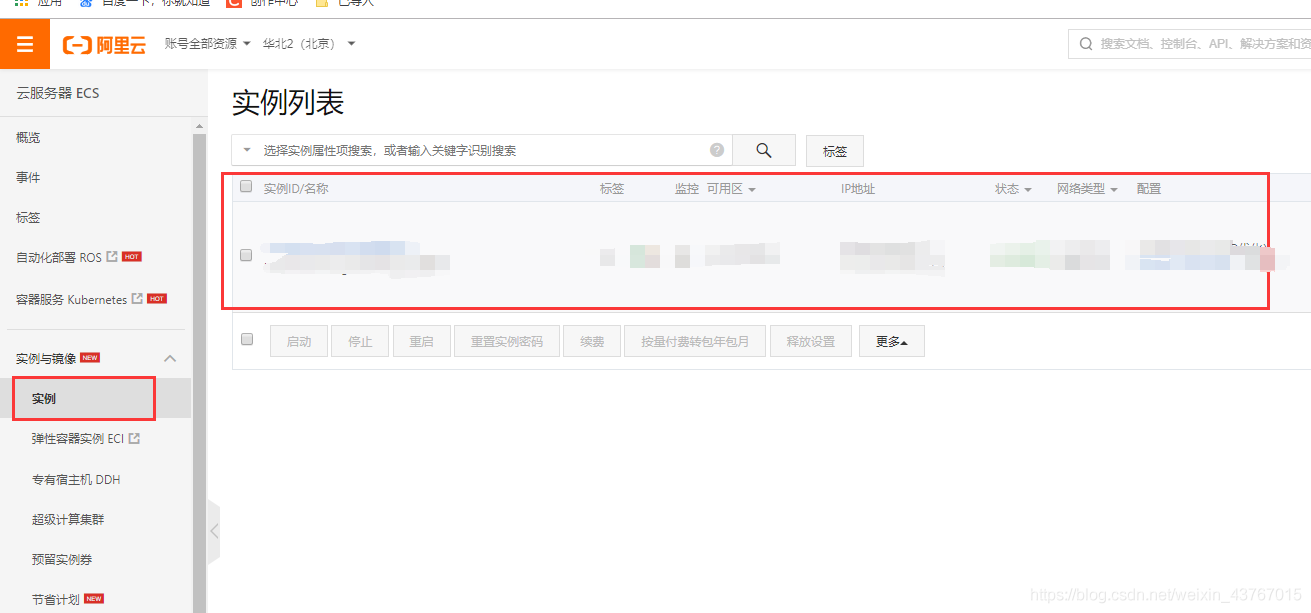 应用 百度一下，你就知道 创作中心 已导入
阿里云 账号全部资源 华北2（北京） 搜索文档、控制台、API、解决方案和资
云服务器 ECS
概览
事件
标签
自动化部署 ROS HOT
容器服务 Kubernetes HOT
实例与镜像 NEW
实例
弹性容器实例 ECI
专有宿主机 DDH
超级计算集群
预留实例券
节省计划 NEW
实例列表
选择实例属性项搜索，或者输入关键字识别搜索 ? 标签
实例ID/名称 标签 监控 可用区 IP地址 状态 网络类型 配置
启动 停止 重启 重置实例密码 续费 按量付费转包年包月 释放设置 更多
https://blog.csdn.net/weixin_43767015